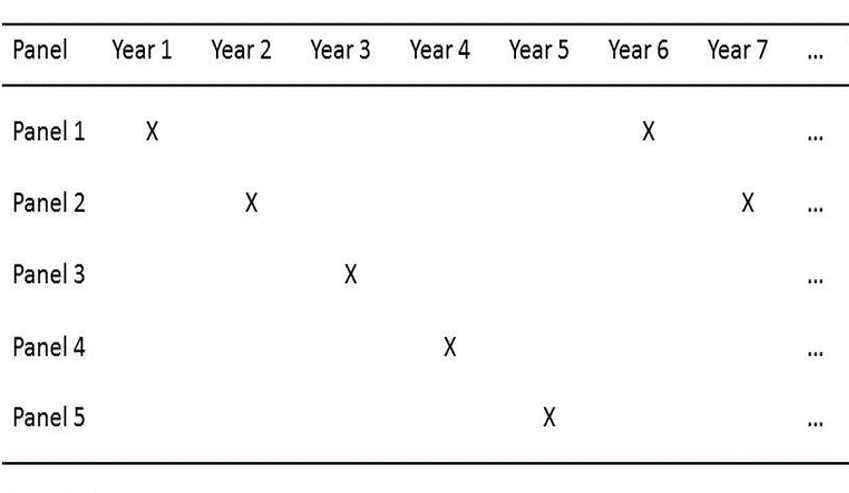 Panel Year 1 Year 2 Year 3 Year 4 Year 5 Year 6 Year 7 ...
Panel 1 X X ...
Panel 2 X X ...
Panel 3 X ...
Panel 4 X ...
Panel 5 X ...